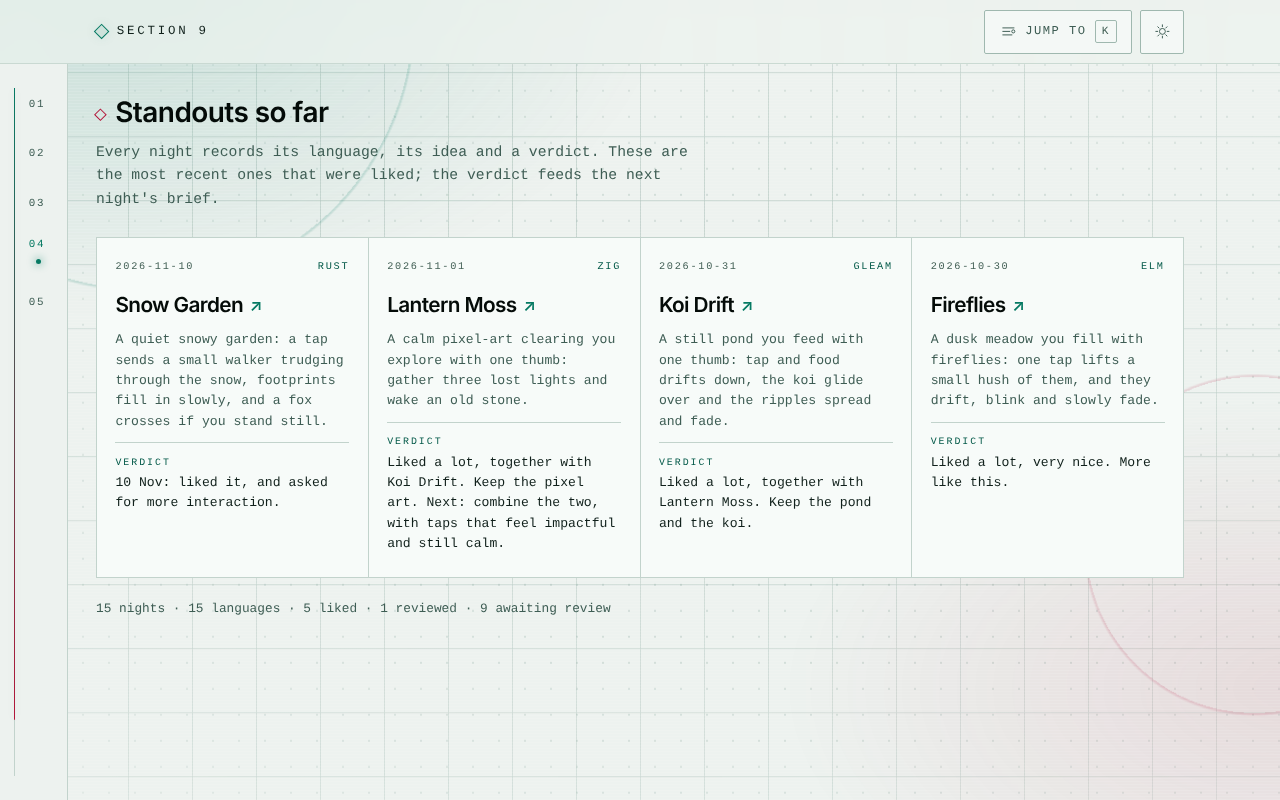 SECTION 9
JUMP TO K
01
02
03
04
05
Standouts so far
Every night records its language, its idea and a verdict. These are
the most recent ones that were liked; the verdict feeds the next
night's brief.
2026-11-10 RUST
Snow Garden
A quiet snowy garden: a tap
sends a small walker trudging
through the snow, footprints
fill in slowly, and a fox
crosses if you stand still.
VERDICT
10 Nov: liked it, and asked
for more interaction.
2026-11-01 ZIG
Lantern Moss
A calm pixel-art clearing you
explore with one thumb:
gather three lost lights and
wake an old stone.
VERDICT
Liked a lot, together with
Koi Drift. Keep the pixel
art. Next: combine the two,
with taps that feel impactful
and still calm.
2026-10-31 GLEAM
Koi Drift
A still pond you feed with
one thumb: tap and food
drifts down, the koi glide
over and the ripples spread
and fade.
VERDICT
Liked a lot, together with
Lantern Moss. Keep the pond
and the koi.
2026-10-30 ELM
Fireflies
A dusk meadow you fill with
fireflies: one tap lifts a
small hush of them, and they
drift, blink and slowly fade.
VERDICT
Liked a lot, very nice. More
like this.
15 nights · 15 languages · 5 liked · 1 reviewed · 9 awaiting review